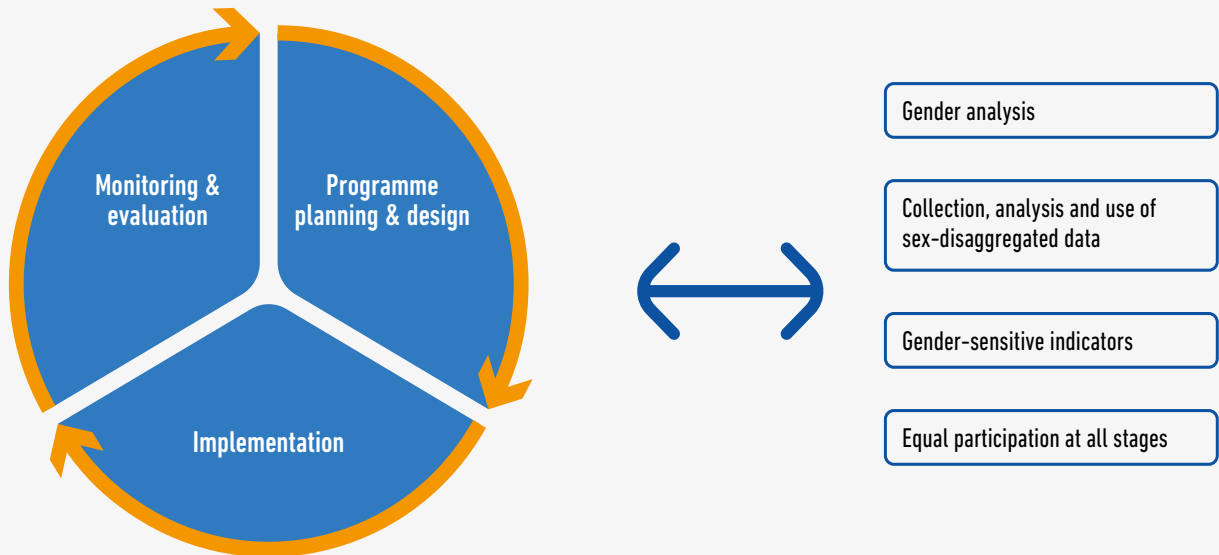 Monitoring &
evaluation
Programme
planning & design
Implementation
Gender analysis
Collection, analysis and use of
sex-disaggregated data
Gender-sensitive indicators
Equal participation at all stages